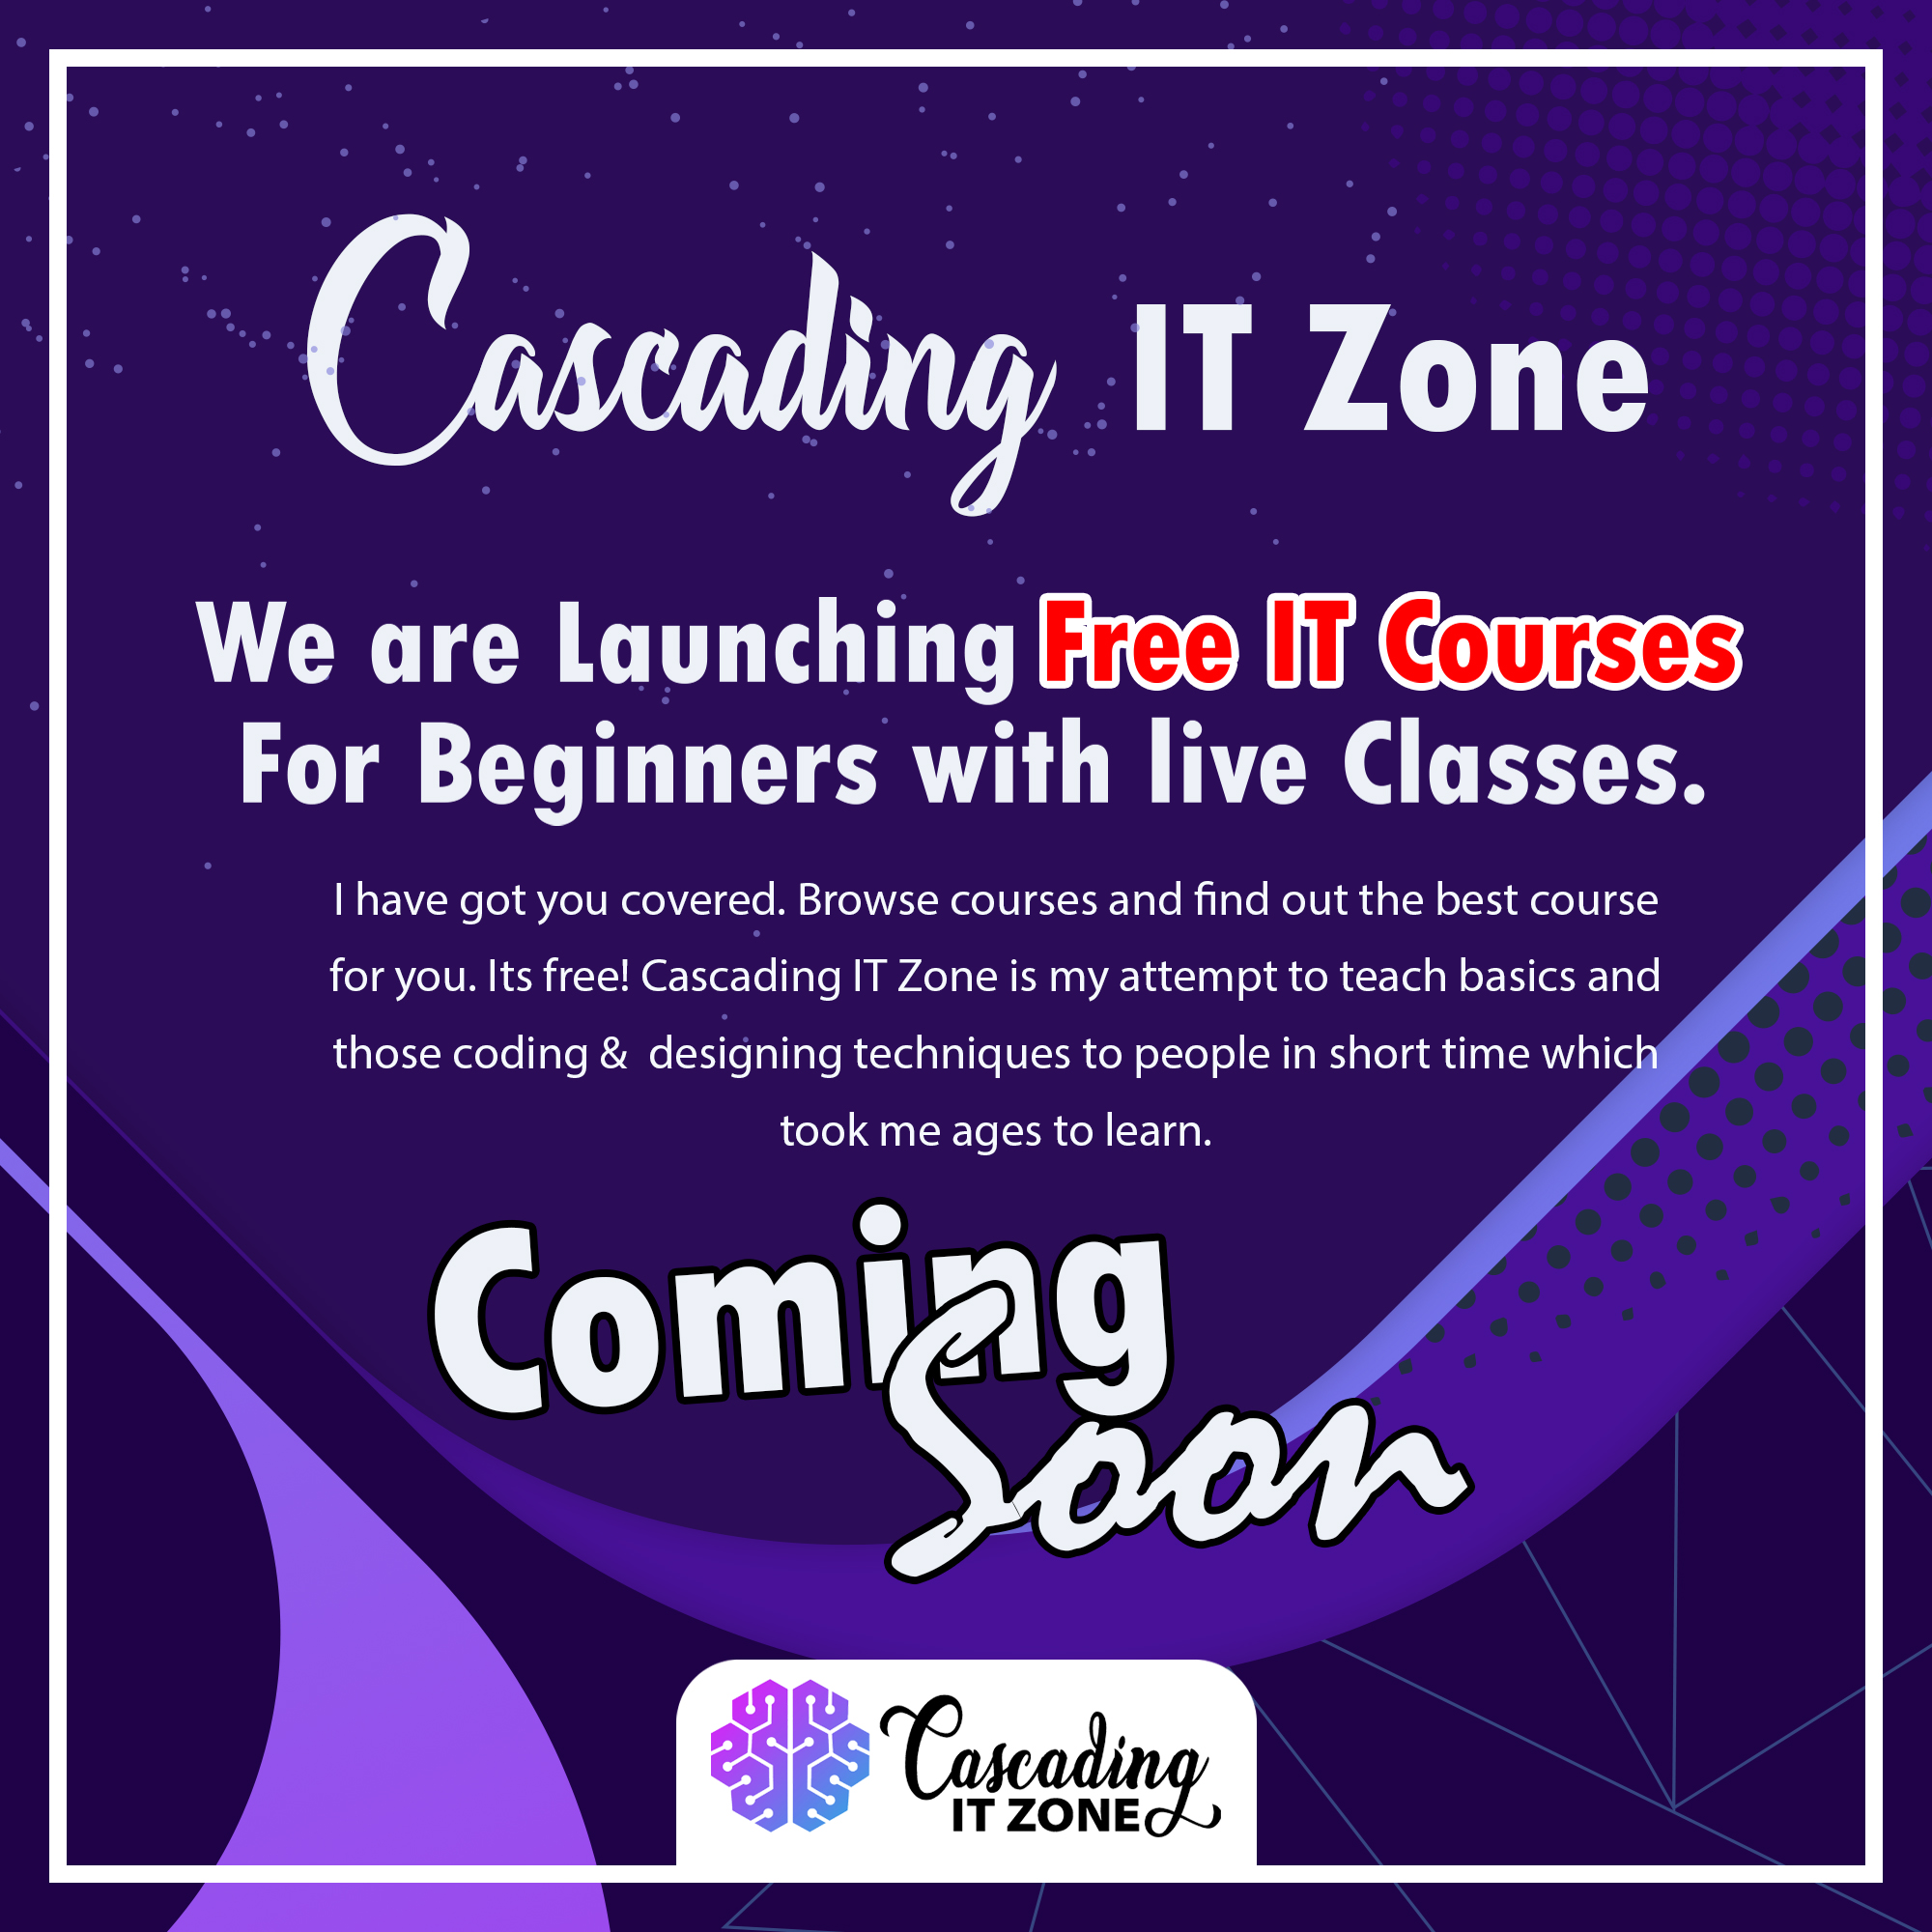 Cascading IT Zone
We are Launching Free IT Courses
For Beginners with live Classes.
I have got you covered. Browse courses and find out the best course
for you. Its free! Cascading IT Zone is my attempt to teach basics and
those coding &  designing techniques to people in short time which
took me ages to learn.
Coming
Soon
Cascading
IT ZONE